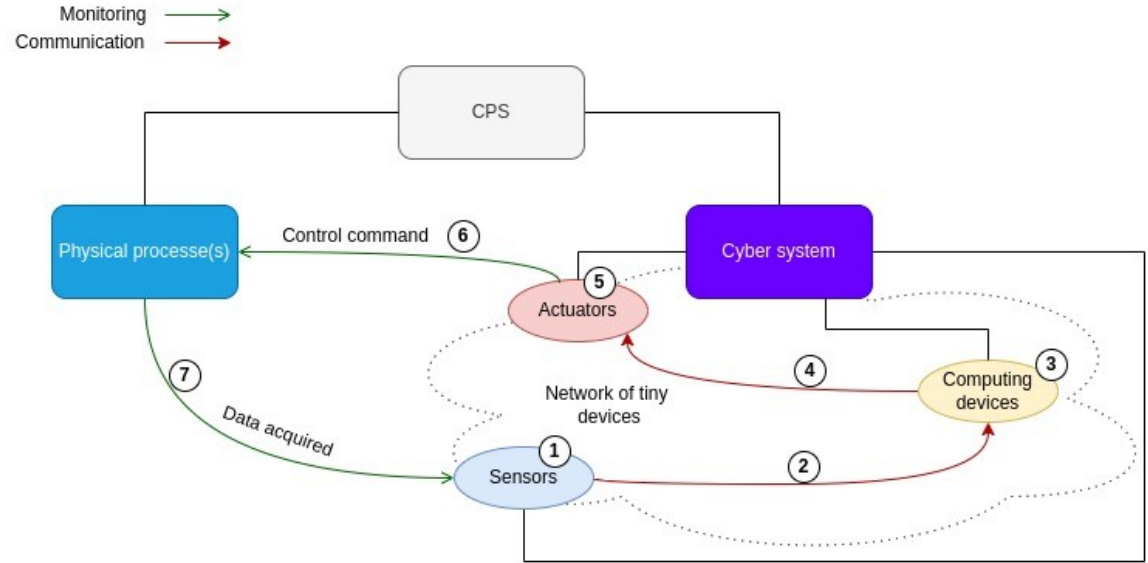 Monitoring
Communication
CPS
Physical processe(s)
Control command
6
Cyber system
5
Actuators
7
4
3
Computing
devices
Network of tiny
devices
Data acquired
1
Sensors
2